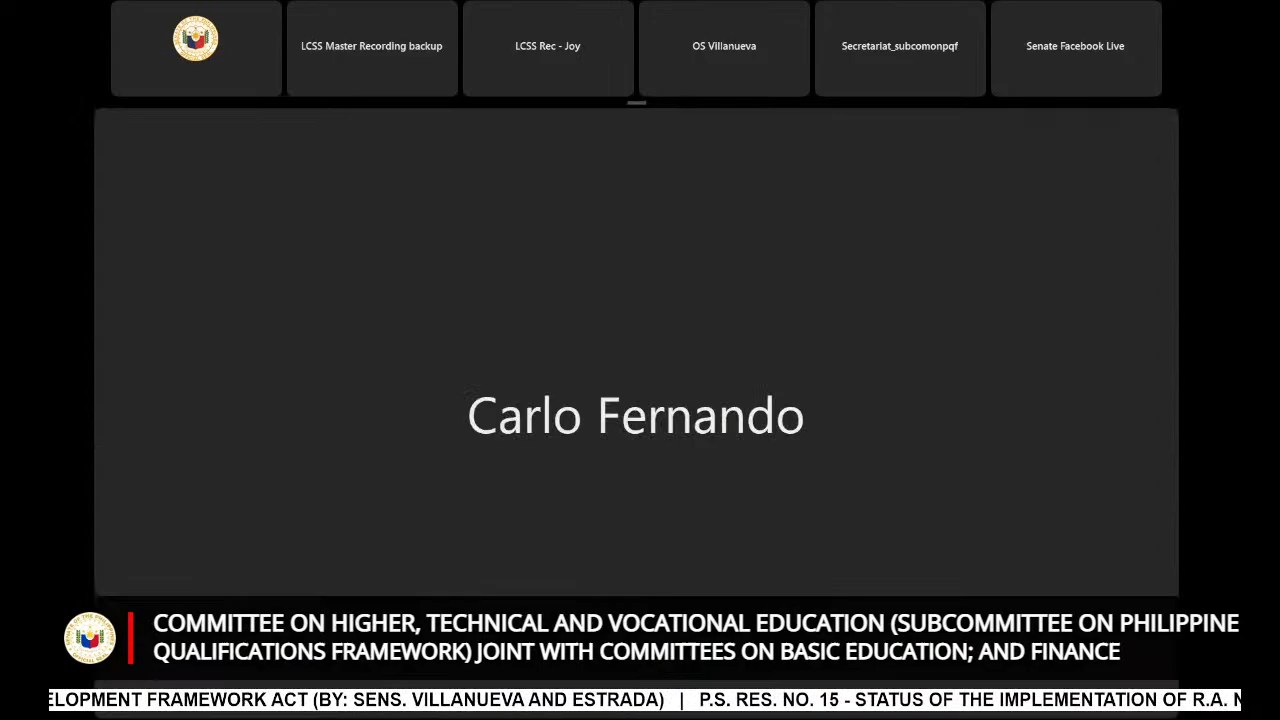 LCSS Master Recording backup
LCSS Rec - Joy
OS Villanueva
Secretariat_subcomonpqf
Senate Facebook Live
Carlo Fernando
COMMITTEE ON HIGHER, TECHNICAL AND VOCATIONAL EDUCATION (SUBCOMMITTEE ON PHILIPPINE
QUALIFICATIONS FRAMEWORK) JOINT WITH COMMITTEES ON BASIC EDUCATION; AND FINANCE
ELOPMENT FRAMEWORK ACT (BY: SENS. VILLANUEVA AND ESTRADA) | P.S. RES. NO. 15 - STATUS OF THE IMPLEMENTATION OF R.A. N